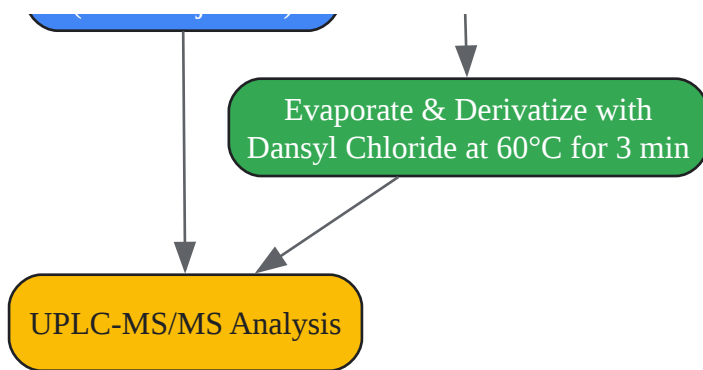 Evaporate & Derivatize with
Dansyl Chloride at 60°C for 3 min
UPLC-MS/MS Analysis